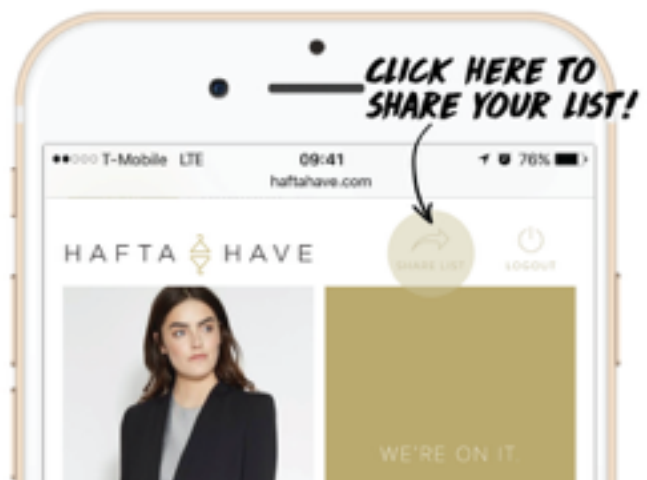 CLICK HERE TO
SHARE YOUR LIST!
T-Mobile LTE
09:41
76%
haftahave.com
HAFTA HAVE
SHARE LIST
LOGOUT
WE'RE ON IT.